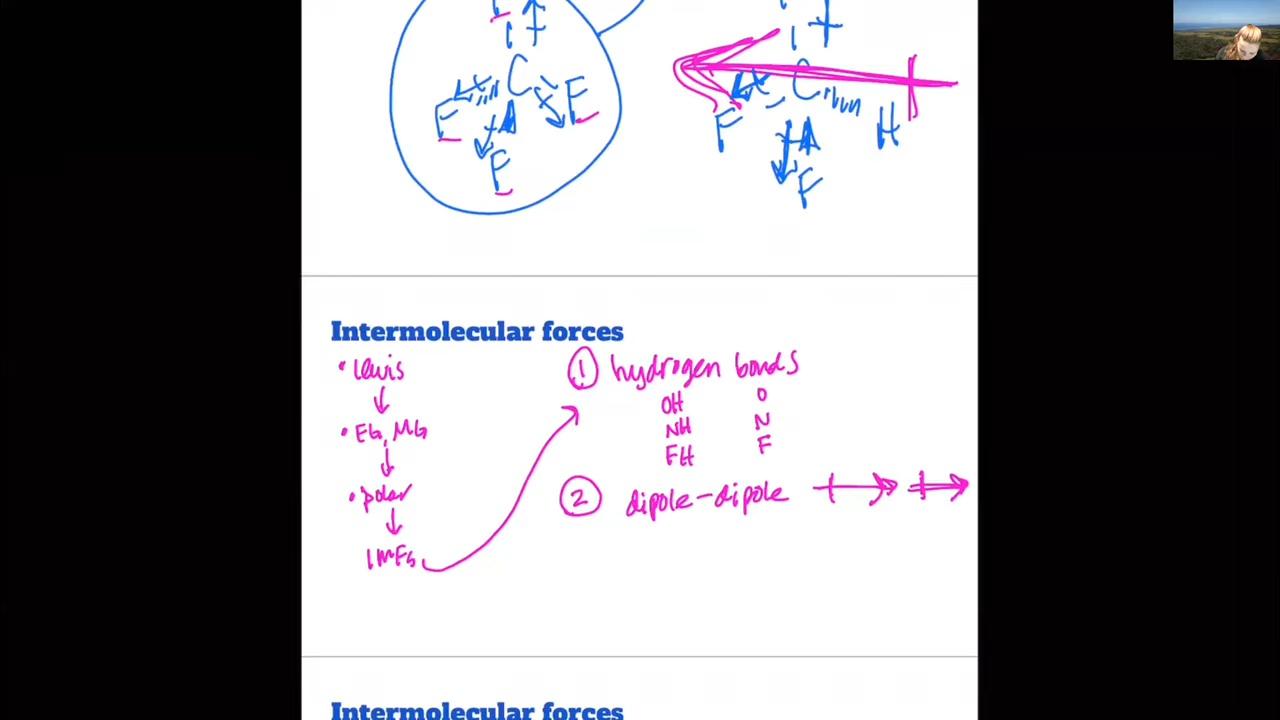 F
C
F
F
F
C
F
H
F
Intermolecular forces
• Lewis
↓
• EG, MG
↓
• polar
↓
IMFs
① hydrogen bonds
OH O
NH N
FH F
② dipole-dipole
Intermolecular forces